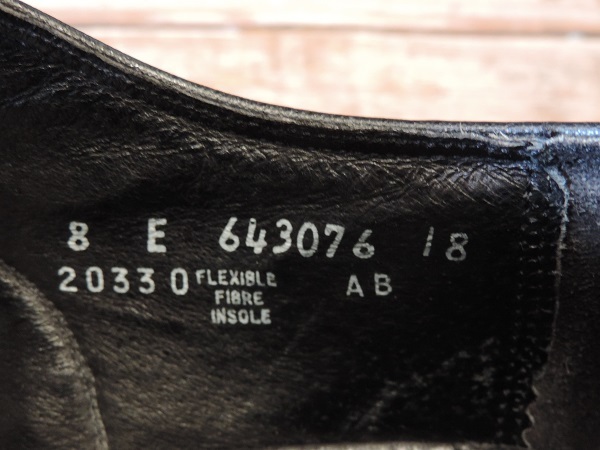 8 E 643076 18
20330 FLEXIBLE AB
FIBRE
INSOLE